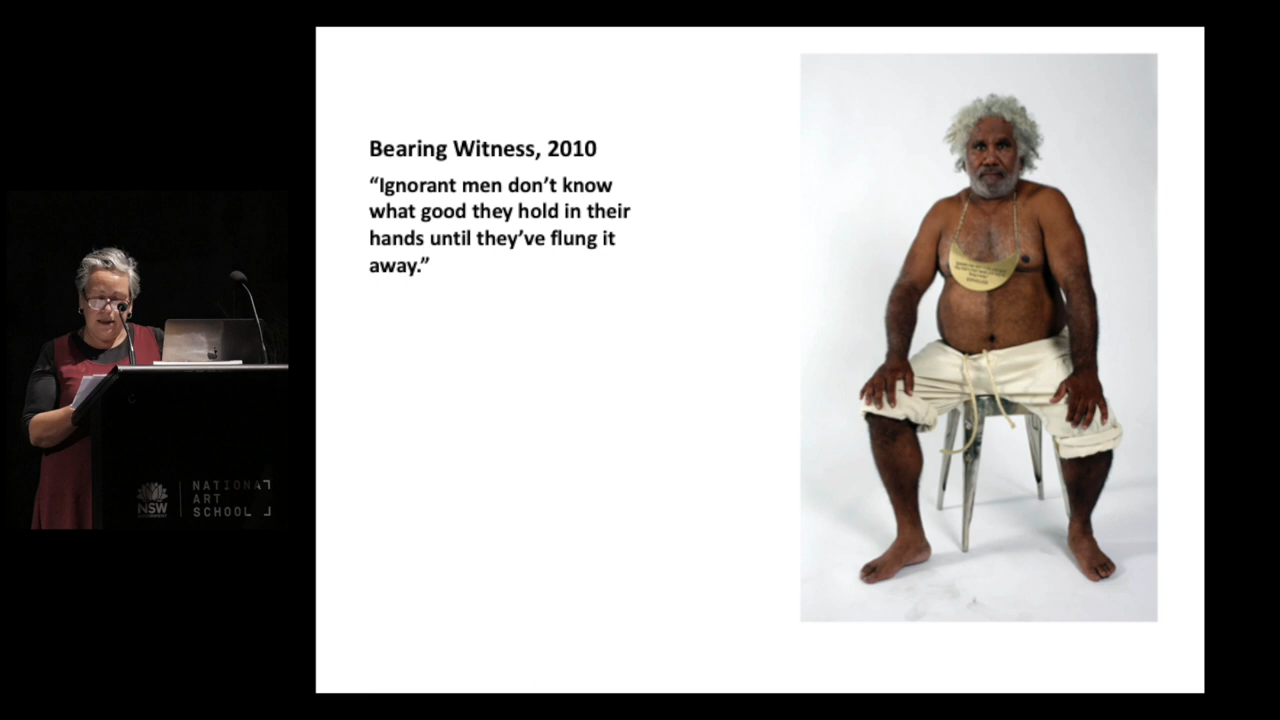 Bearing Witness, 2010
“Ignorant men don’t know
what good they hold in their
hands until they’ve flung it
away.”
NSW
NATIONAL
ART
SCHOOL